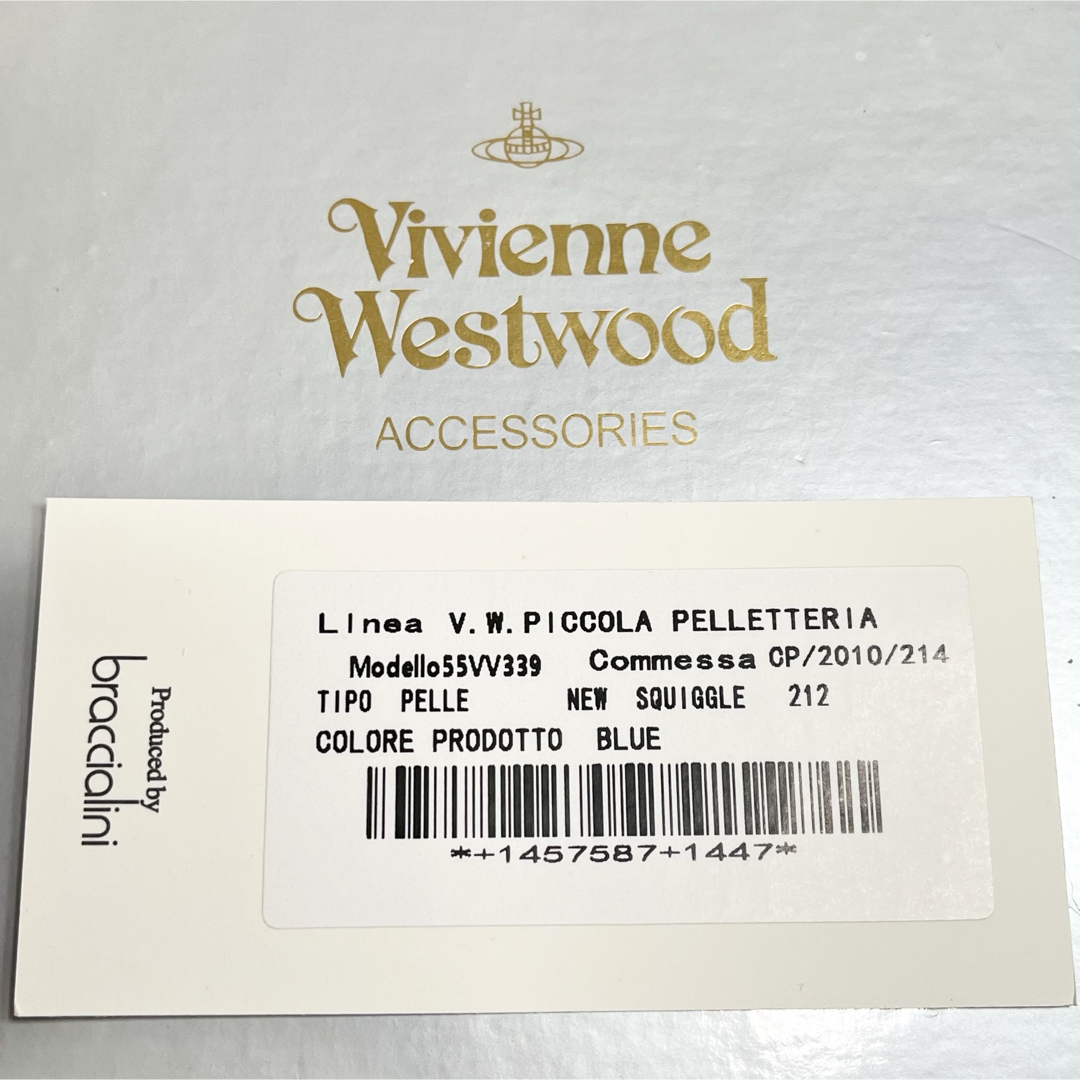 Vivienne
Westwood
ACCESSORIES
Linea V.W.PICCOLA PELLETTERIA
Modello55VV339 Commessa CP/2010/214
TIPO PELLE NEW SQUIGGLE 212
COLORE PRODOTTO BLUE
*+1457587+1447*
Produced by
braccialini